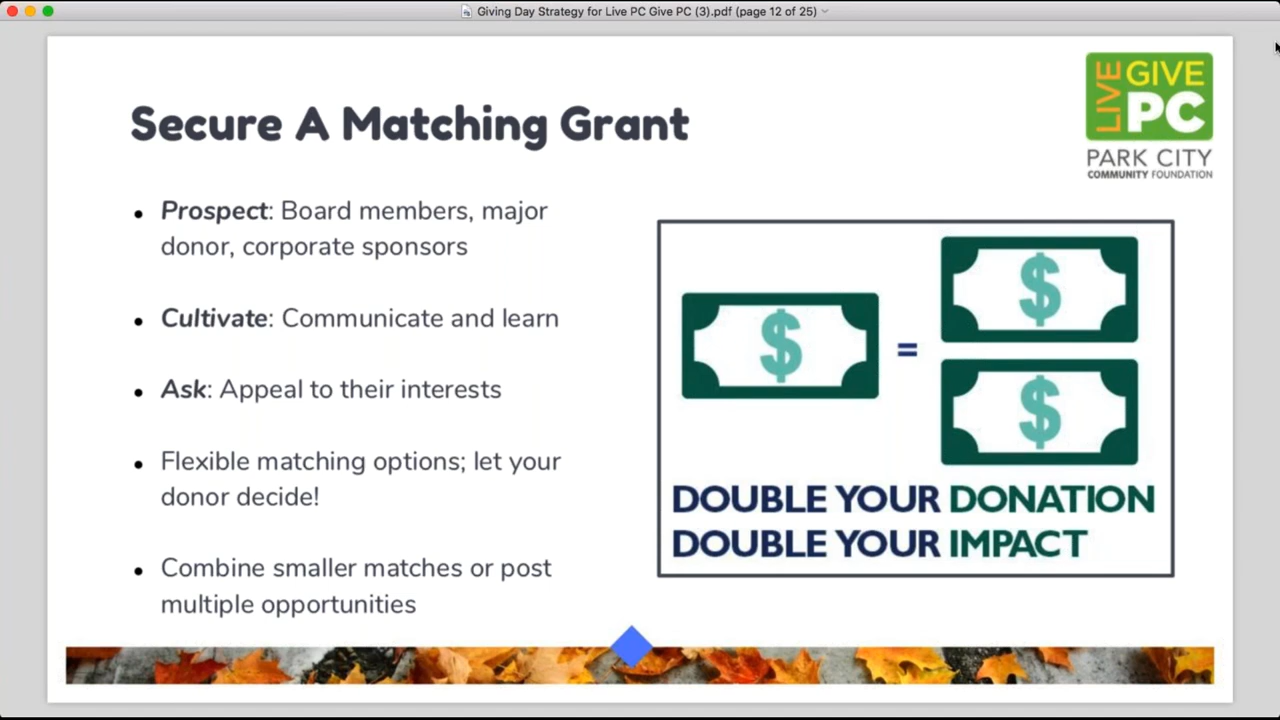 Giving Day Strategy for Live PC Give PC (3).pdf (page 12 of 25)
LIVE GIVE
PC
PARK CITY
COMMUNITY FOUNDATION
Secure A Matching Grant
• Prospect: Board members, major
donor, corporate sponsors
• Cultivate: Communicate and learn
• Ask: Appeal to their interests
• Flexible matching options; let your
donor decide!
• Combine smaller matches or post
multiple opportunities
$ = $
$
DOUBLE YOUR DONATION
DOUBLE YOUR IMPACT